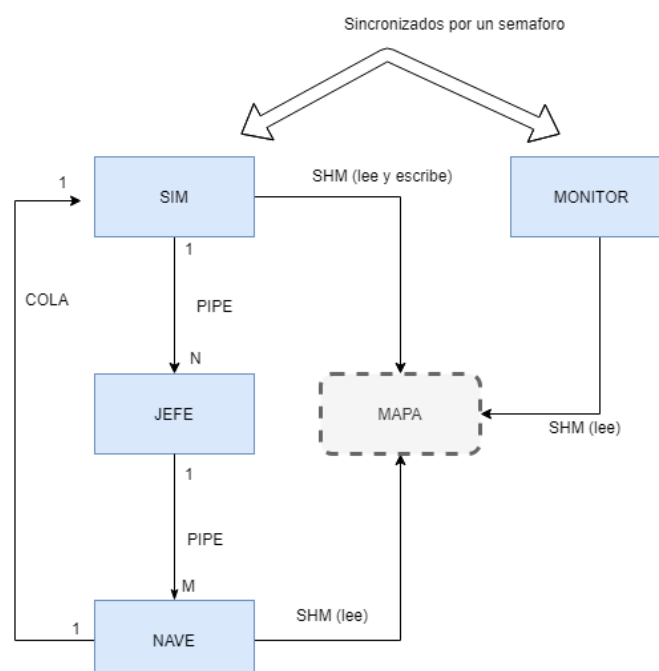 Sincronizados por un semaforo
1
SIM
SHM (lee y escribe)
MONITOR
1
COLA
PIPE
N
JEFE
MAPA
SHM (lee)
1
PIPE
M
1
NAVE
SHM (lee)